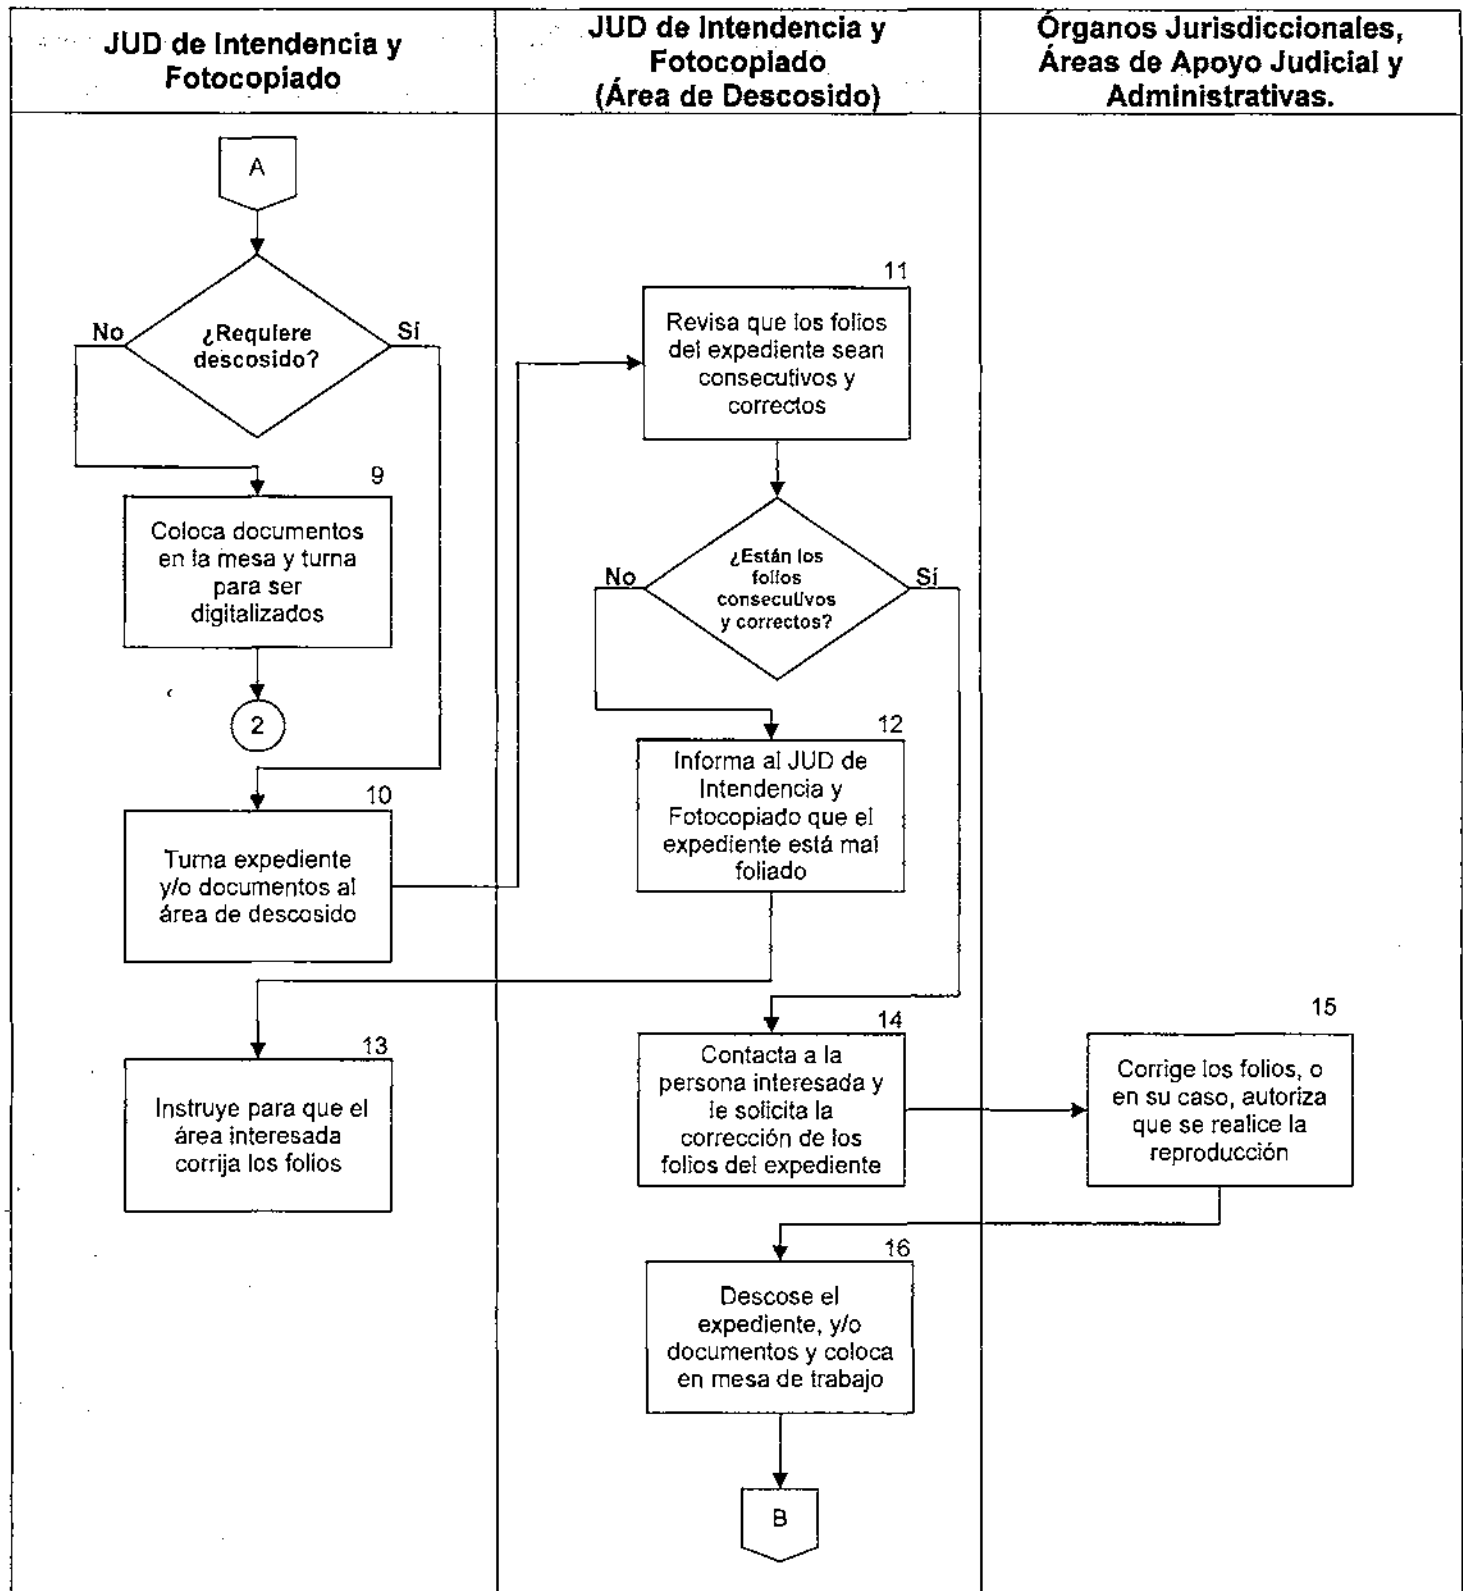 JUD de Intendencia y
Fotocopiado
JUD de Intendencia y
Fotocopiado
(Área de Descosido)
Órganos Jurisdiccionales,
Áreas de Apoyo Judicial y
Administrativas.
A
¿Requiere
descosido?
No
Sí
9
Coloca documentos
en la mesa y turna
para ser
digitalizados
2
10
Turna expediente
y/o documentos al
área de descosido
11
Revisa que los folios
del expediente sean
consecutivos y
correctos
¿Están los
folios
consecutivos
y correctos?
No
Sí
12
Informa al JUD de
Intendencia y
Fotocopiado que el
expediente está mal
foliado
13
Instruye para que el
área interesada
corrija los folios
14
Contacta a la
persona interesada y
le solicita la
corrección de los
folios del expediente
15
Corrige los folios, o
en su caso, autoriza
que se realice la
reproducción
16
Descose el
expediente, y/o
documentos y coloca
en mesa de trabajo
B